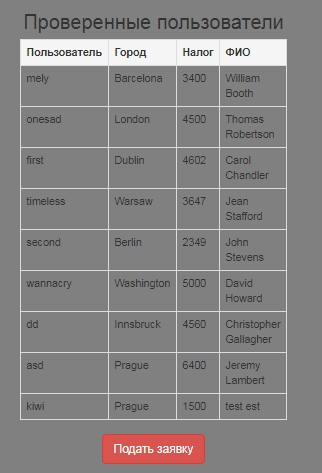 Проверенные пользователи
Пользователь Город Налог ФИО
mely Barcelona 3400 William
Booth
onesad London 4500 Thomas
Robertson
first Dublin 4602 Carol
Chandler
timeless Warsaw 3647 Jean
Stafford
second Berlin 2349 John
Stevens
wannacry Washington 5000 David
Howard
dd Innsbruck 4560 Christopher
Gallagher
asd Prague 6400 Jeremy
Lambert
kiwi Prague 1500 test est
Подать заявку